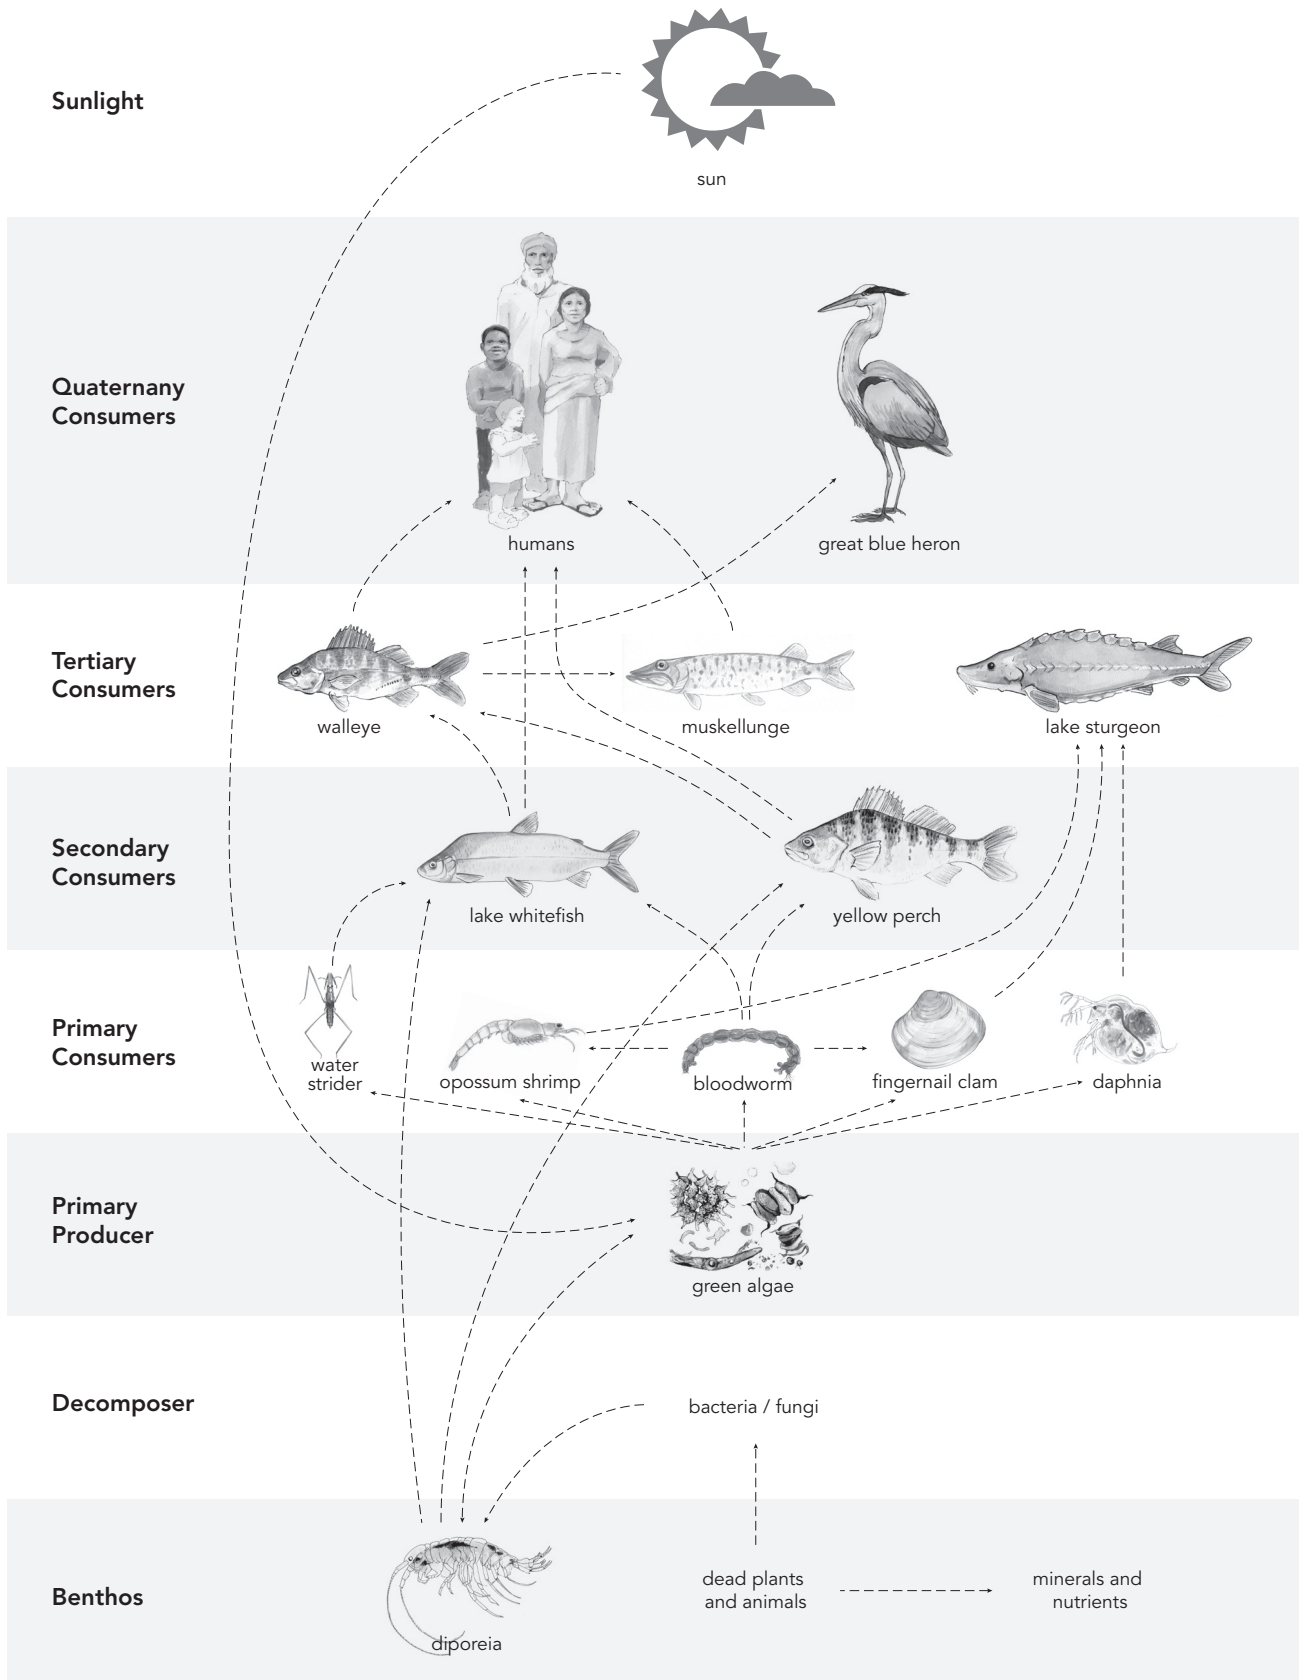 Sunlight
sun
Quaternany
Consumers
humans
great blue heron
Tertiary
Consumers
walleye
muskellunge
lake sturgeon
Secondary
Consumers
lake whitefish
yellow perch
Primary
Consumers
water
strider
opossum shrimp
bloodworm
fingernail clam
daphnia
Primary
Producer
green algae
Decomposer
bacteria / fungi
Benthos
diporeia
dead plants
and animals
minerals and
nutrients